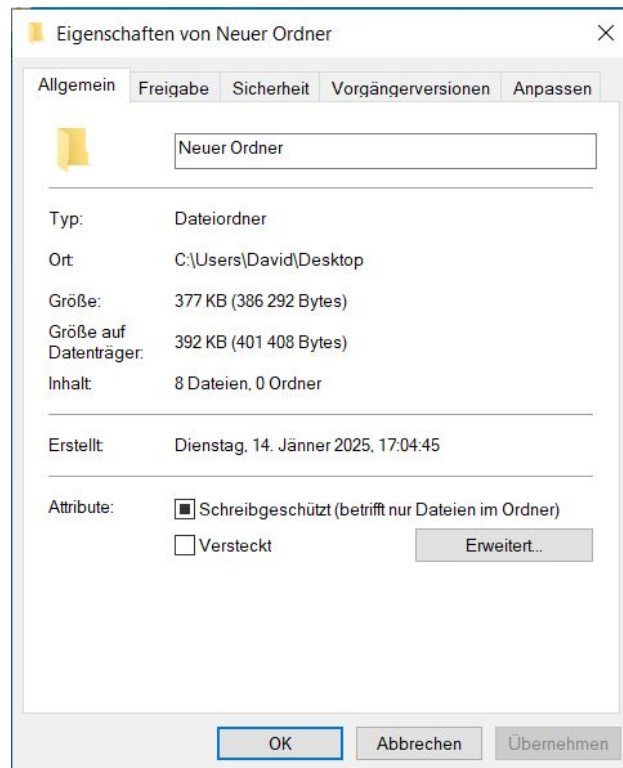 Eigenschaften von Neuer Ordner
Allgemein Freigabe Sicherheit Vorgängerversionen Anpassen
Neuer Ordner
Typ: Dateiordner
Ort: C:\Users\David\Desktop
Größe: 377 KB (386 292 Bytes)
Größe auf
Datenträger: 392 KB (401 408 Bytes)
Inhalt: 8 Dateien, 0 Ordner
Erstellt: Dienstag, 14. Jänner 2025, 17:04:45
Attribute: Schreibgeschützt (betrifft nur Dateien im Ordner)
Versteckt Erweitert...
OK Abbrechen Übernehmen